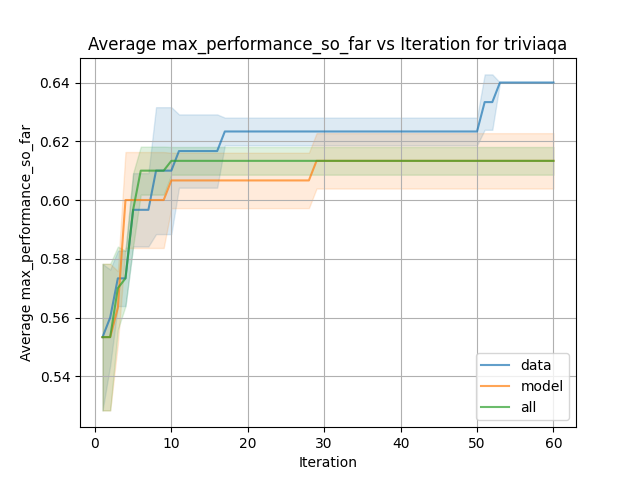 Average max_performance_so_far vs Iteration for triviaqa
Average max_performance_so_far
0.64
0.62
0.60
0.58
0.56
0.54
0 10 20 30 40 50 60
Iteration
data
model
all